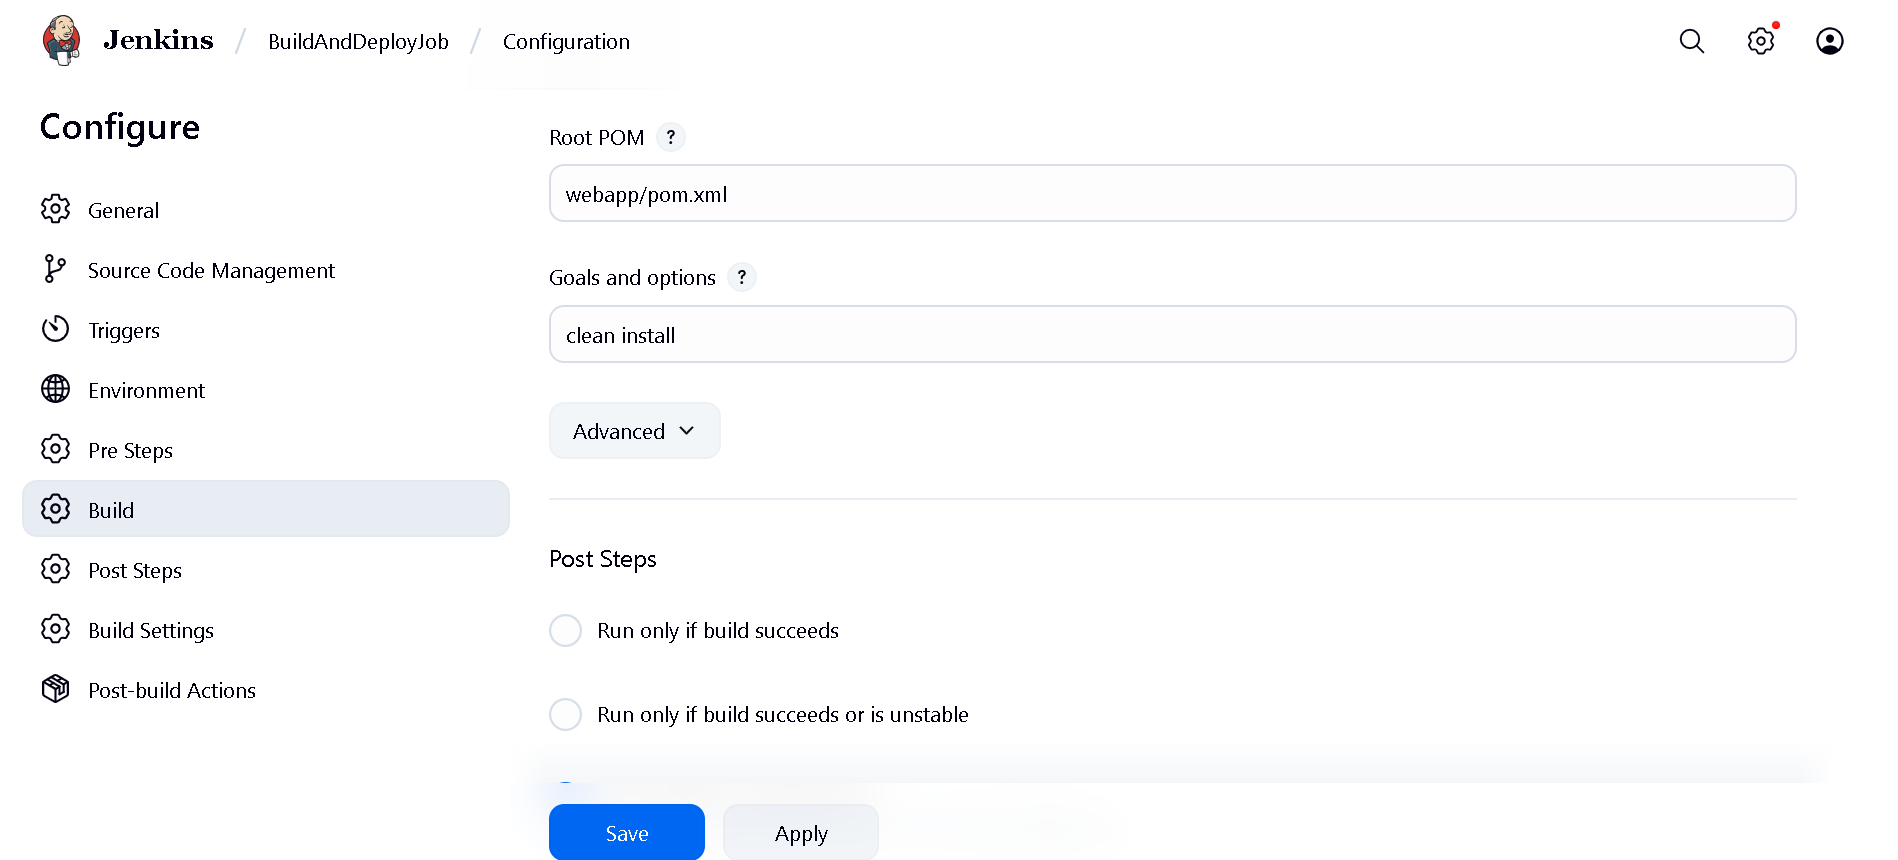 Jenkins / BuildAndDeployJob / Configuration
Configure
General
Source Code Management
Triggers
Environment
Pre Steps
Build
Post Steps
Build Settings
Post-build Actions
Root POM ?
webapp/pom.xml
Goals and options ?
clean install
Advanced
Post Steps
Run only if build succeeds
Run only if build succeeds or is unstable
Save
Apply